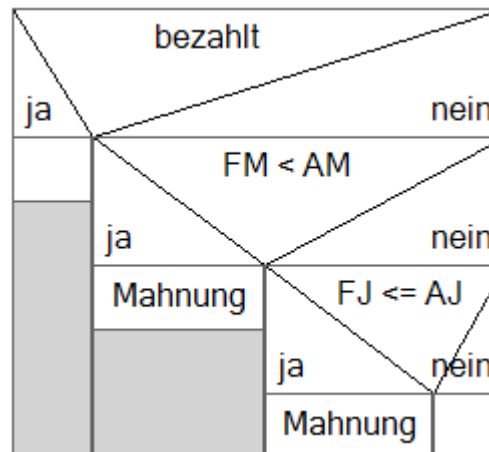 bezahlt
ja nein
FM < AM
ja nein
Mahnung
FJ <= AJ
ja nein
Mahnung